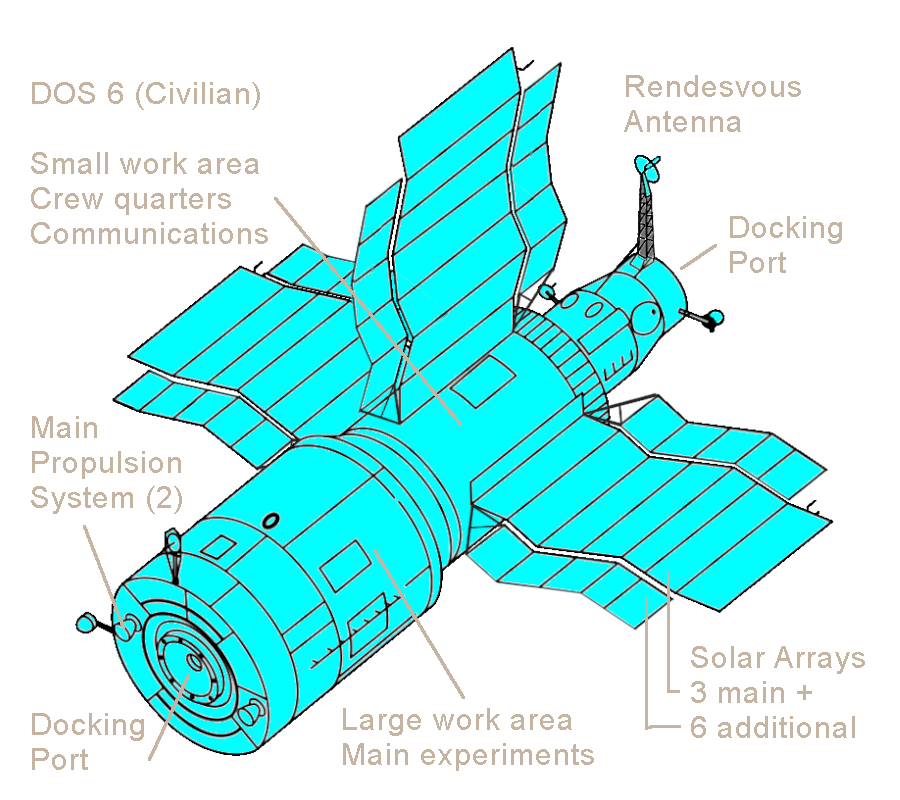 DOS 6 (Civilian)
Rendesvous
Antenna
Small work area
Crew quarters
Communications
Docking
Port
Main
Propulsion
System (2)
Solar Arrays
3 main +
6 additional
Large work area
Main experiments
Docking
Port